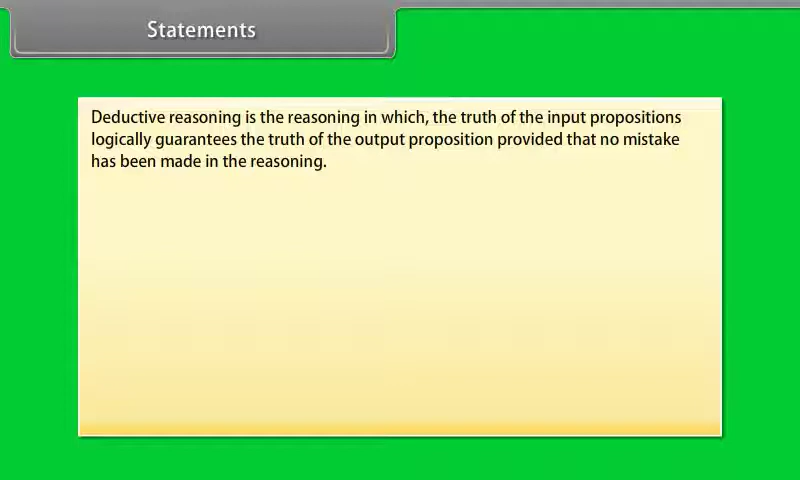 Statements
Deductive reasoning is the reasoning in which, the truth of the input propositions
logically guarantees the truth of the output proposition provided that no mistake
has been made in the reasoning.